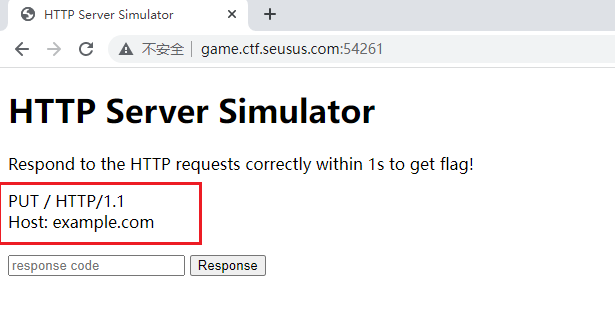 HTTP Server Simulator
不安全 game.ctf.seusus.com:54261
HTTP Server Simulator
Respond to the HTTP requests correctly within 1s to get flag!
PUT / HTTP/1.1
Host: example.com
response code Response